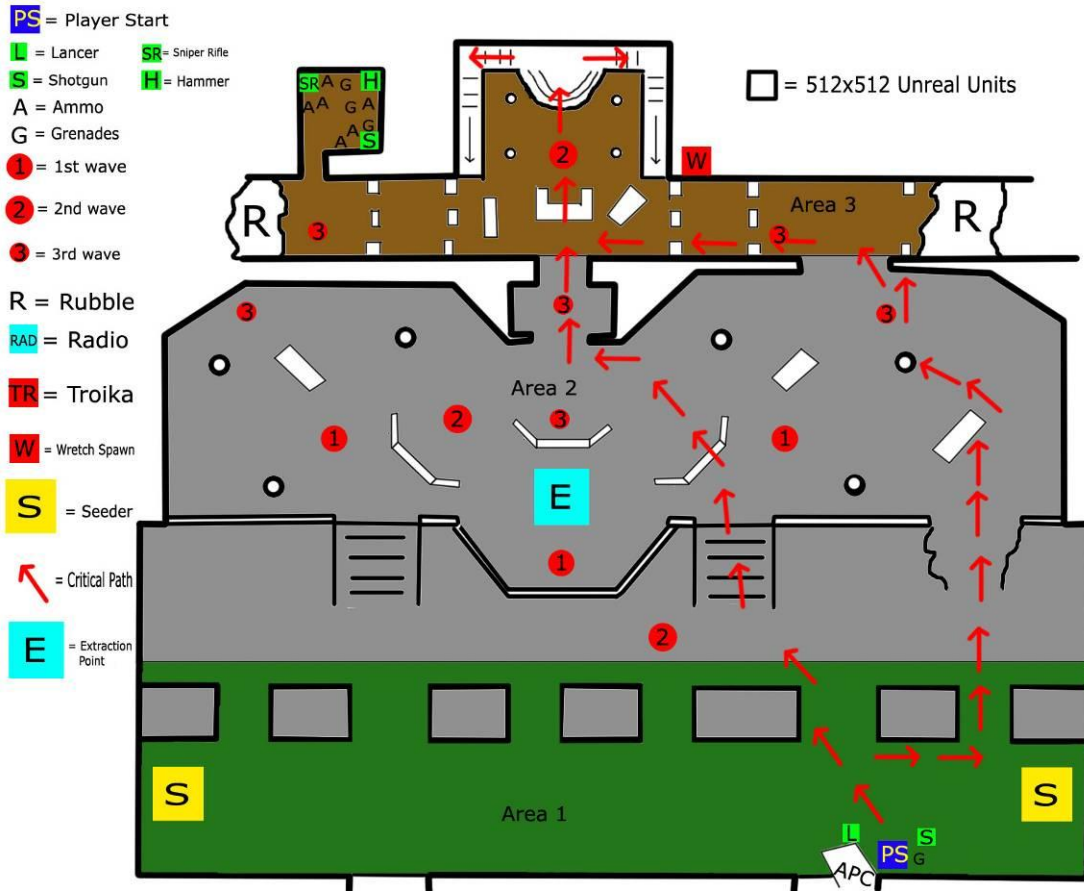 PS = Player Start
L = Lancer
SR = Sniper Rifle
S = Shotgun
H = Hammer
A = Ammo
G = Grenades
1 = 1st wave
2 = 2nd wave
3 = 3rd wave
R = Rubble
RAD = Radio
TR = Troika
W = Wretch Spawn
S = Seeder
= Critical Path
E = Extraction
Point
= 512x512 Unreal Units
SR A G H
A A G A
A G
A S
2
W
R
3
3
Area 3
R
3
3
3
Area 2
1
2
3
1
E
1
2
S
S
Area 1
L
S
PS
G
APC